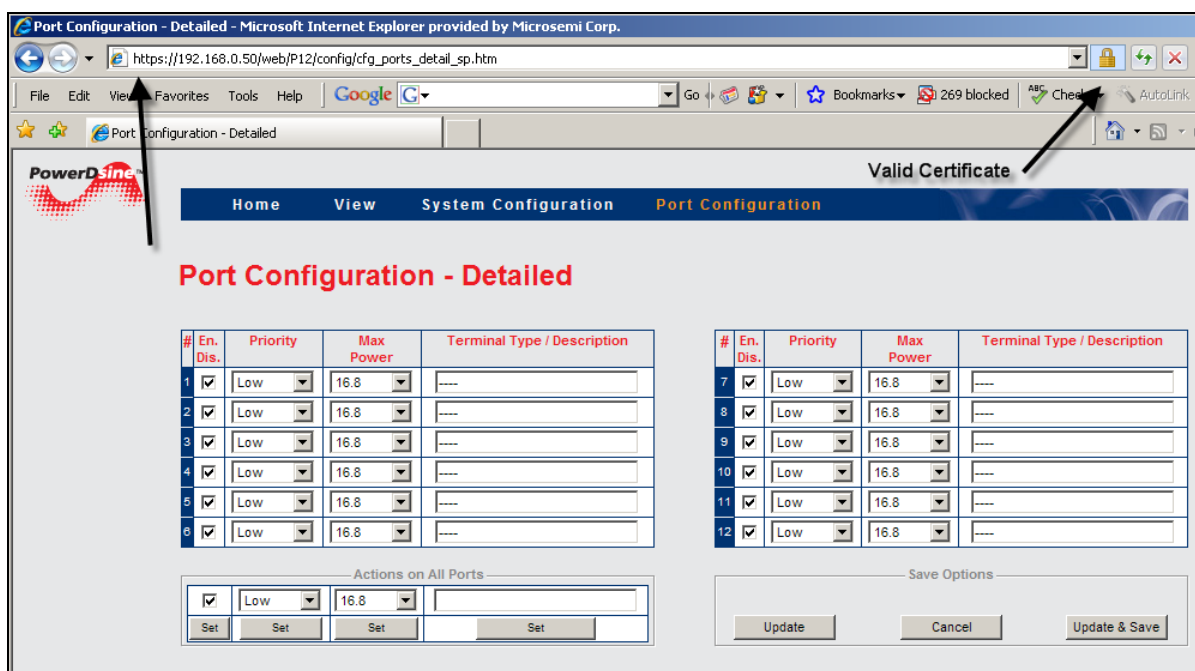 Port Configuration - Detailed - Microsoft Internet Explorer provided by Microsemi Corp.
https://192.168.0.50/web/P12/config/cfg_ports_detail_sp.htm
File Edit View Favorites Tools Help Google G Go Bookmarks 269 blocked ABC Check AutoLink
Port Configuration - Detailed
PowerDsine™
Valid Certificate
Home View System Configuration Port Configuration
Port Configuration - Detailed
# En. Dis. Priority Max Power Terminal Type / Description
1 Low 16.8 ----
2 Low 16.8 ----
3 Low 16.8 ----
4 Low 16.8 ----
5 Low 16.8 ----
6 Low 16.8 ----
# En. Dis. Priority Max Power Terminal Type / Description
7 Low 16.8 ----
8 Low 16.8 ----
9 Low 16.8 ----
10 Low 16.8 ----
11 Low 16.8 ----
12 Low 16.8 ----
Actions on All Ports
Low 16.8
Set Set Set Set
Save Options
Update Cancel Update & Save